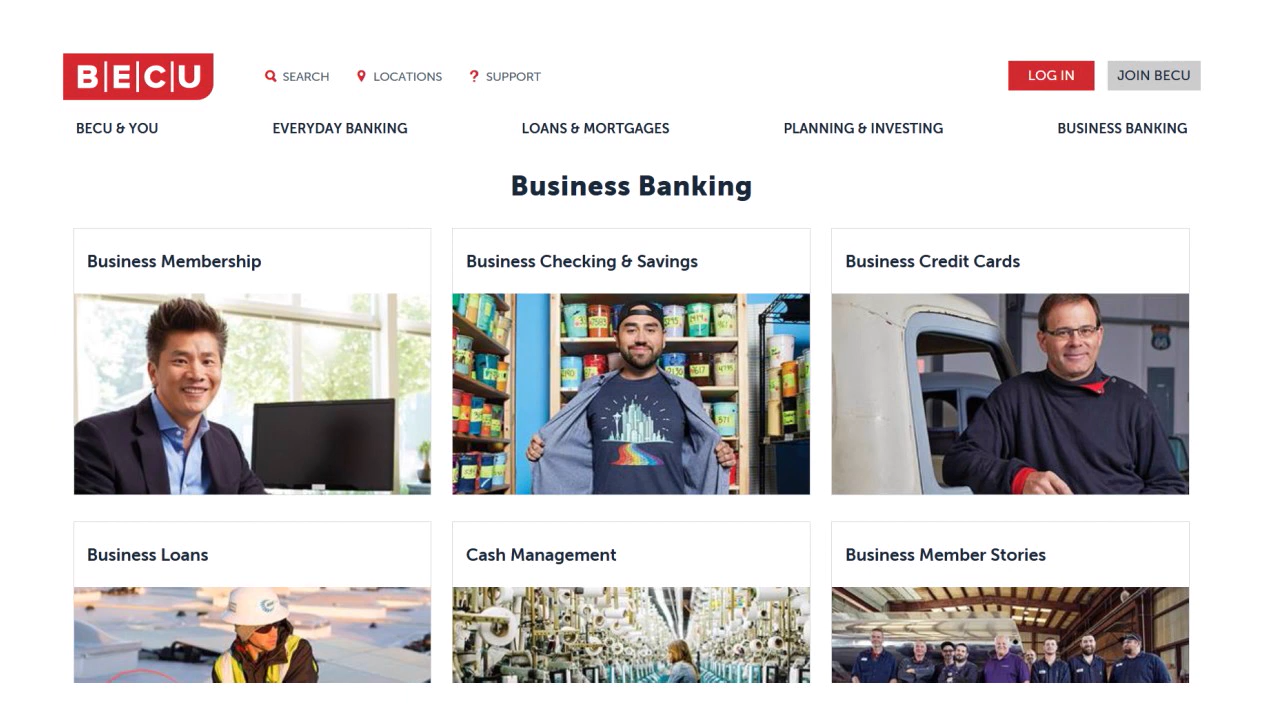 B|E|C|U
SEARCH
LOCATIONS
? SUPPORT
LOG IN
JOIN BECU
BECU & YOU
EVERYDAY BANKING
LOANS & MORTGAGES
PLANNING & INVESTING
BUSINESS BANKING
Business Banking
Business Membership
Business Checking & Savings
Business Credit Cards
Business Loans
Cash Management
Business Member Stories